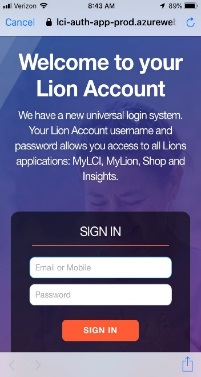 Verizon 8:43 AM 89%
Cancel lci-auth-app-prod.azureweb
Welcome to your
Lion Account
We have a new universal login system.
Your Lion Account username and
password allows you access to all Lions
applications: MyLCI, MyLion, Shop and
Insights.
SIGN IN
Email or Mobile
Password
SIGN IN